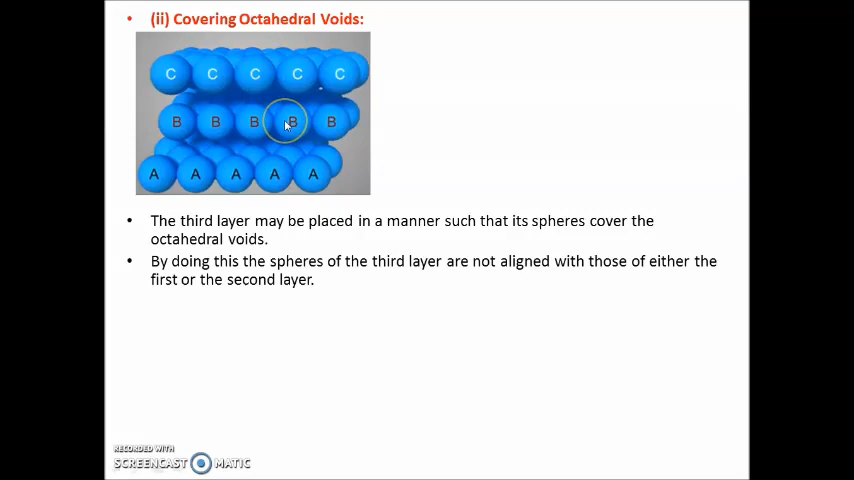 • (ii) Covering Octahedral Voids:
C C C C C
B B B B B
A A A A A
• The third layer may be placed in a manner such that its spheres cover the
octahedral voids.
• By doing this the spheres of the third layer are not aligned with those of either the
first or the second layer.
RECORDED WITH
SCREENCAST MATIC